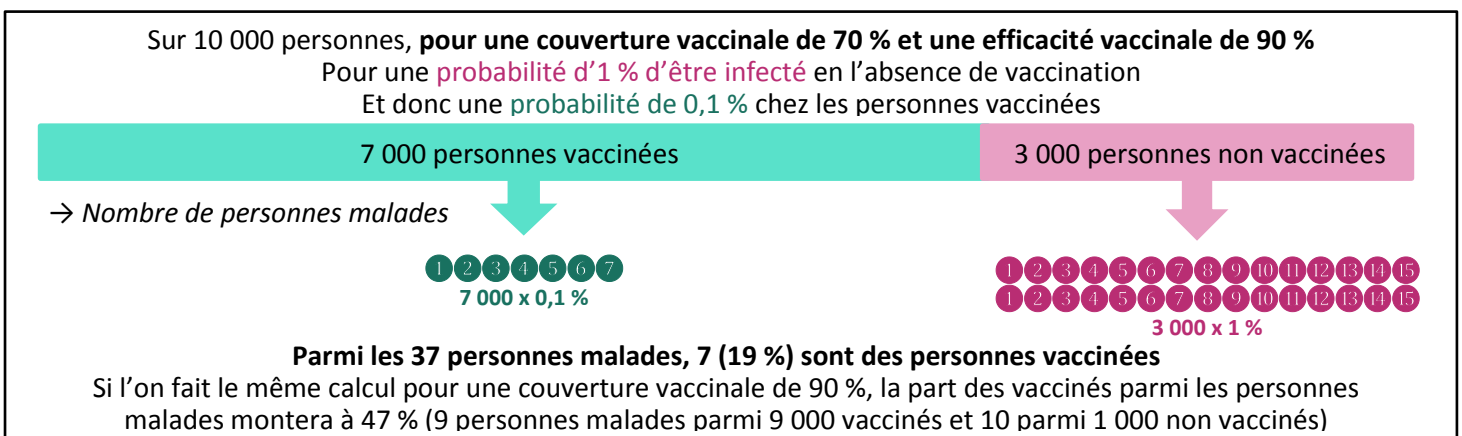 Sur 10 000 personnes, pour une couverture vaccinale de 70 % et une efficacité vaccinale de 90 %
Pour une probabilité d’1 % d’être infecté en l’absence de vaccination
Et donc une probabilité de 0,1 % chez les personnes vaccinées
7 000 personnes vaccinées
3 000 personnes non vaccinées
→ Nombre de personnes malades
1 2 3 4 5 6 7
7 000 x 0,1 %
1 2 3 4 5 6 7 8 9 10 11 12 13 14 15
1 2 3 4 5 6 7 8 9 10 11 12 13 14 15
3 000 x 1 %
Parmi les 37 personnes malades, 7 (19 %) sont des personnes vaccinées
Si l’on fait le même calcul pour une couverture vaccinale de 90 %, la part des vaccinés parmi les personnes
malades montera à 47 % (9 personnes malades parmi 9 000 vaccinés et 10 parmi 1 000 non vaccinés)